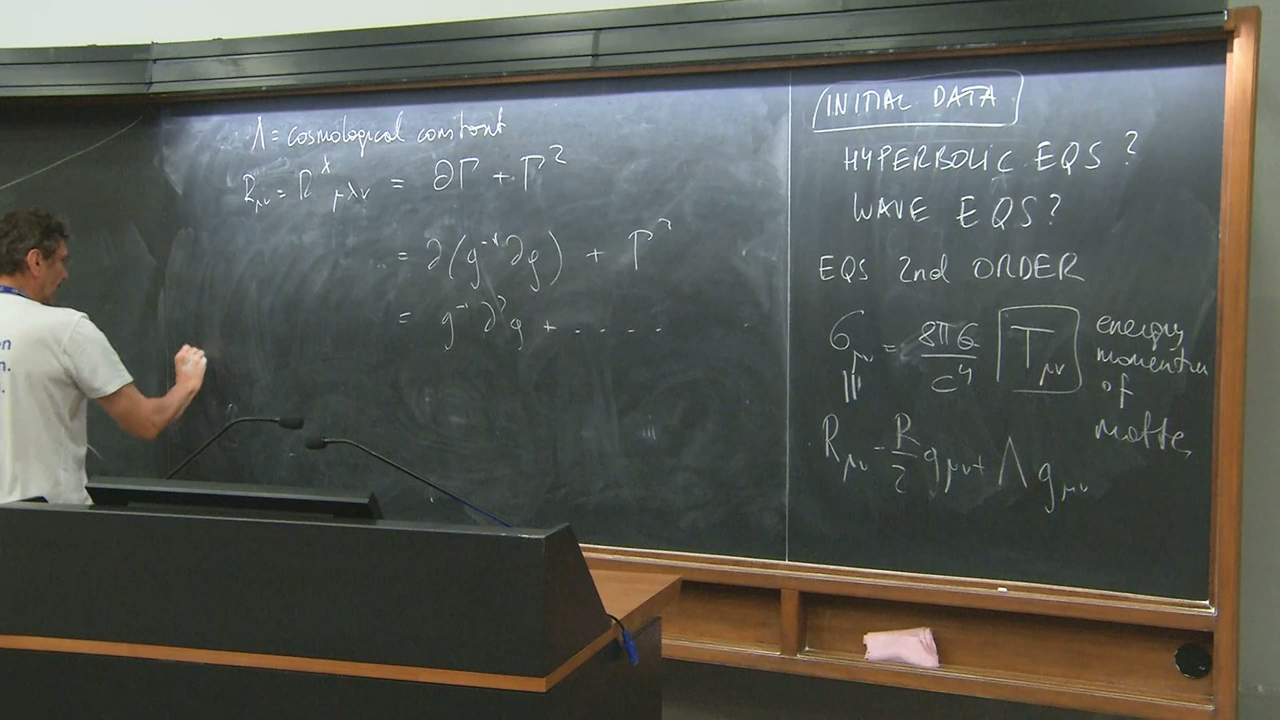 Λ = cosmological constant
R_μν = R^λ_μλν = ∂Γ + Γ²
= ∂(g⁻¹∂g) + Γ²
= g⁻¹∂²g + . . . . .
INITIAL DATA
HYPERBOLIC EQS ?
WAVE EQS?
EQS 2nd ORDER
G_μν = 8πG/c⁴ T_μν energy
momentum
of
matter
||
R_μν - R/2 g_μν + Λ g_μν